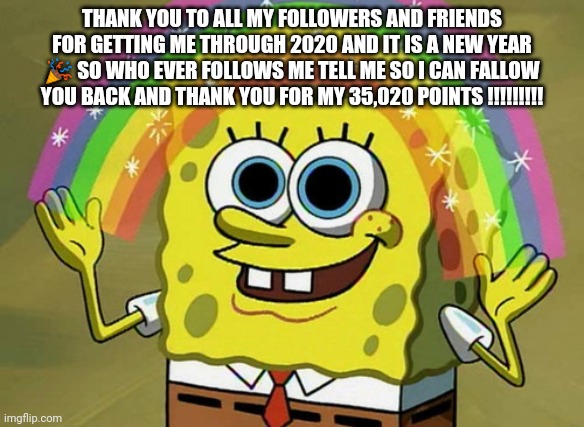 THANK YOU TO ALL MY FOLLOWERS AND FRIENDS
FOR GETTING ME THROUGH 2020 AND IT IS A NEW YEAR
🎉 SO WHO EVER FOLLOWS ME TELL ME SO I CAN FALLOW
YOU BACK AND THANK YOU FOR MY 35,020 POINTS !!!!!!!!!
imgflip.com